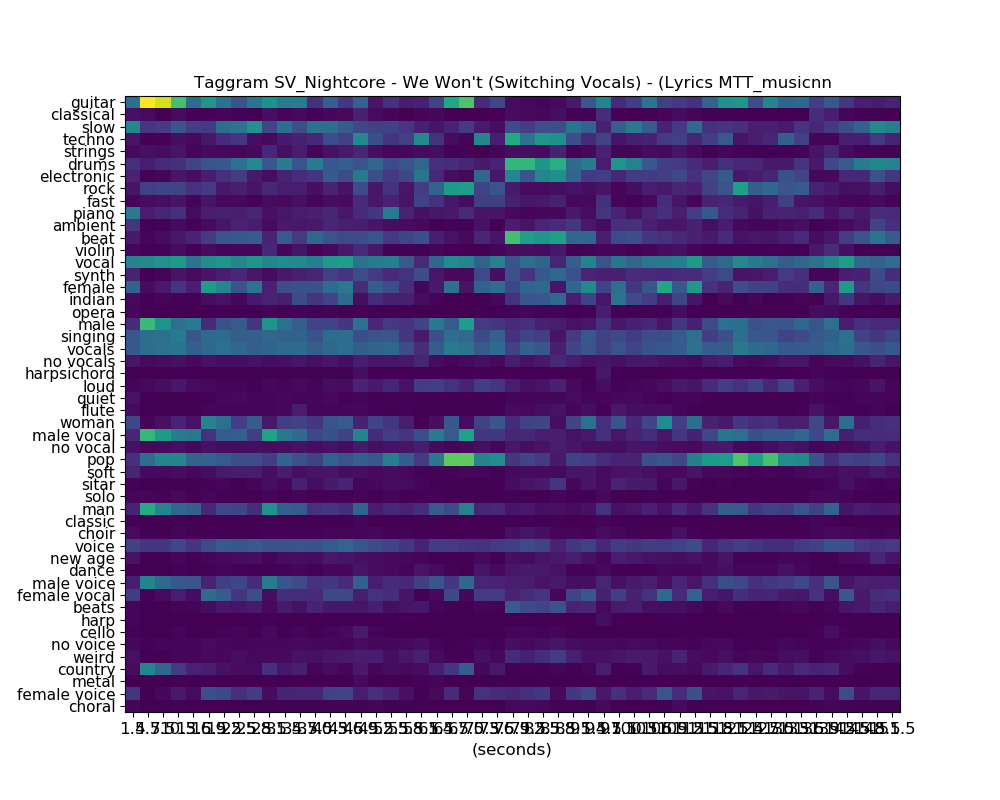 Taggram SV_Nightcore - We Won't (Switching Vocals) - (Lyrics MTT_musicnn
guitar
classical
slow
techno
strings
drums
electronic
rock
fast
piano
ambient
beat
violin
vocal
synth
female
indian
opera
male
singing
vocals
no vocals
harpsichord
loud
quiet
flute
woman
male vocal
no vocal
pop
soft
sitar
solo
man
classic
choir
voice
new age
dance
male voice
female vocal
beats
harp
cello
no voice
weird
country
metal
female voice
choral
(seconds)